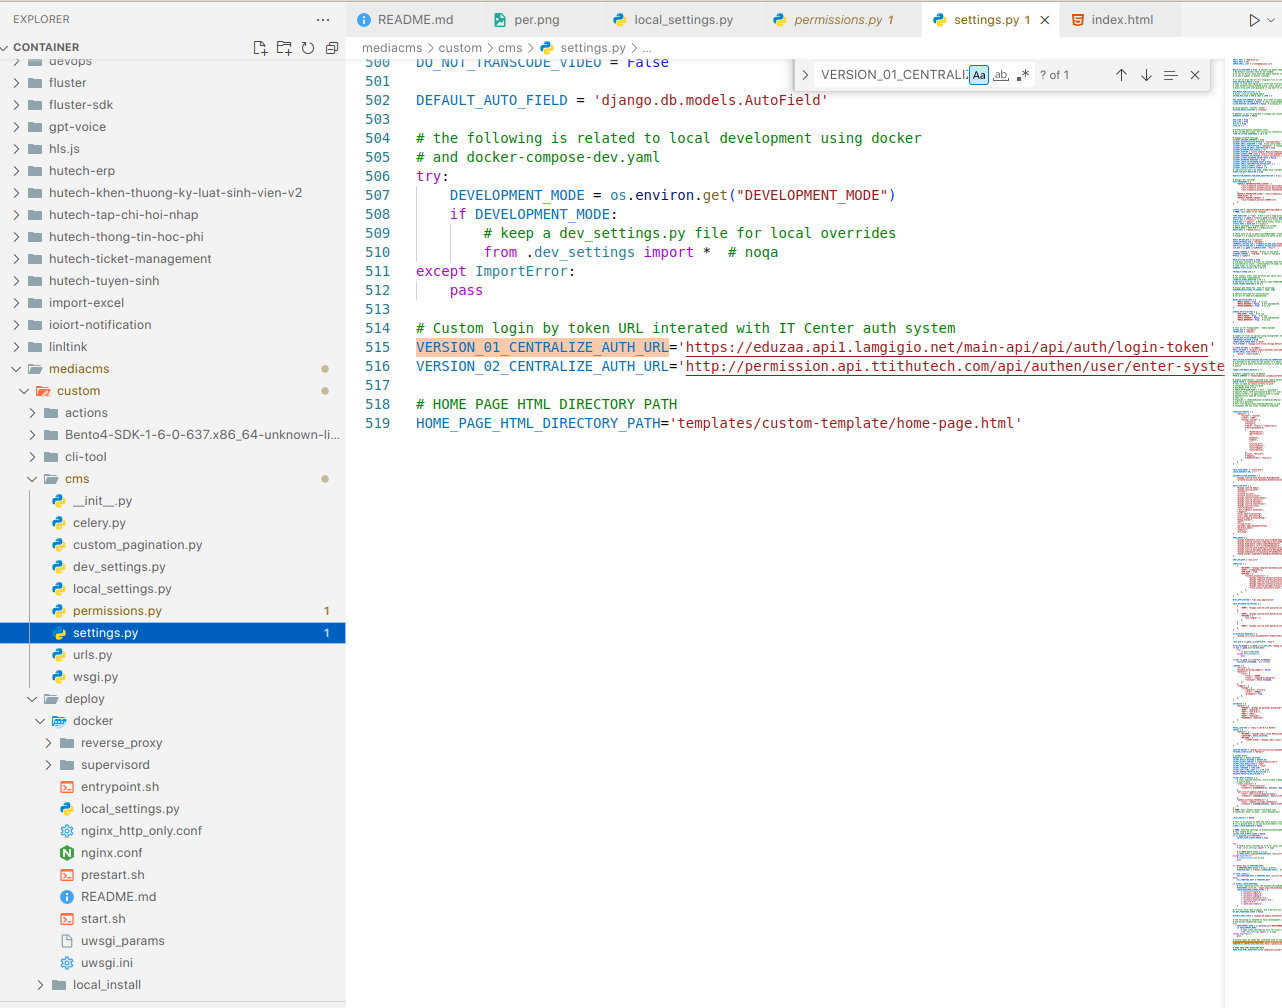 EXPLORER
CONTAINER
devops
fluster
fluster-sdk
gpt-voice
hls.js
hutech-erp
hutech-khen-thuong-ky-luat-sinh-vien-v2
hutech-tap-chi-hoi-nhap
hutech-thong-tin-hoc-phi
hutech-ticket-management
hutech-tuyen-sinh
import-excel
ioiort-notification
linltink
mediacms
custom
actions
Bento4-SDK-1-6-0-637.x86_64-unknown-li...
cli-tool
cms
__init__.py
celery.py
custom_pagination.py
dev_settings.py
local_settings.py
permissions.py 1
settings.py 1
urls.py
wsgi.py
deploy
docker
reverse_proxy
supervisord
entrypoint.sh
local_settings.py
nginx_http_only.conf
nginx.conf
prestart.sh
README.md
start.sh
uwsgi_params
uwsgi.ini
local_install
README.md per.png local_settings.py permissions.py 1 settings.py 1 index.html
mediacms > custom > cms > settings.py > ...
VERSION_01_CENTRALIZ Aa ab .* ? of 1
500 DO_NOT_TRANSCODE_VIDEO = False
501
502 DEFAULT_AUTO_FIELD = 'django.db.models.AutoField'
503
504 # the following is related to local development using docker
505 # and docker-compose-dev.yaml
506 try:
507 DEVELOPMENT_MODE = os.environ.get("DEVELOPMENT_MODE")
508 if DEVELOPMENT_MODE:
509 # keep a dev_settings.py file for local overrides
510 from .dev_settings import * # noqa
511 except ImportError:
512 pass
513
514 # Custom login by token URL interated with IT Center auth system
515 VERSION_01_CENTRALIZE_AUTH_URL='https://eduzaa.api1.lamgigio.net/main-api/api/auth/login-token'
516 VERSION_02_CENTRALIZE_AUTH_URL='http://permission.api.ttithutech.com/api/authen/user/enter-syste
517
518 # HOME PAGE HTML DIRECTORY PATH
519 HOME_PAGE_HTML_DIRECTORY_PATH='templates/custom-template/home-page.html'